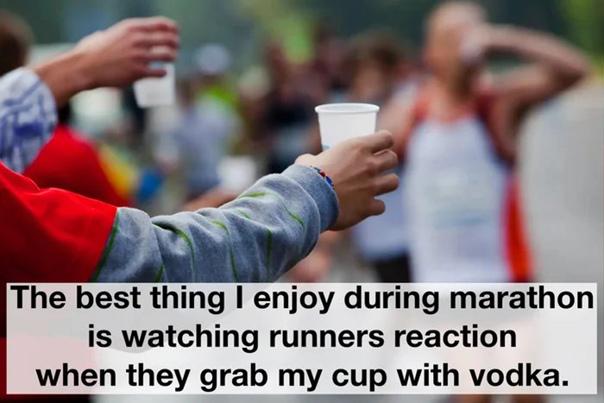 The best thing I enjoy during marathon
is watching runners reaction
when they grab my cup with vodka.